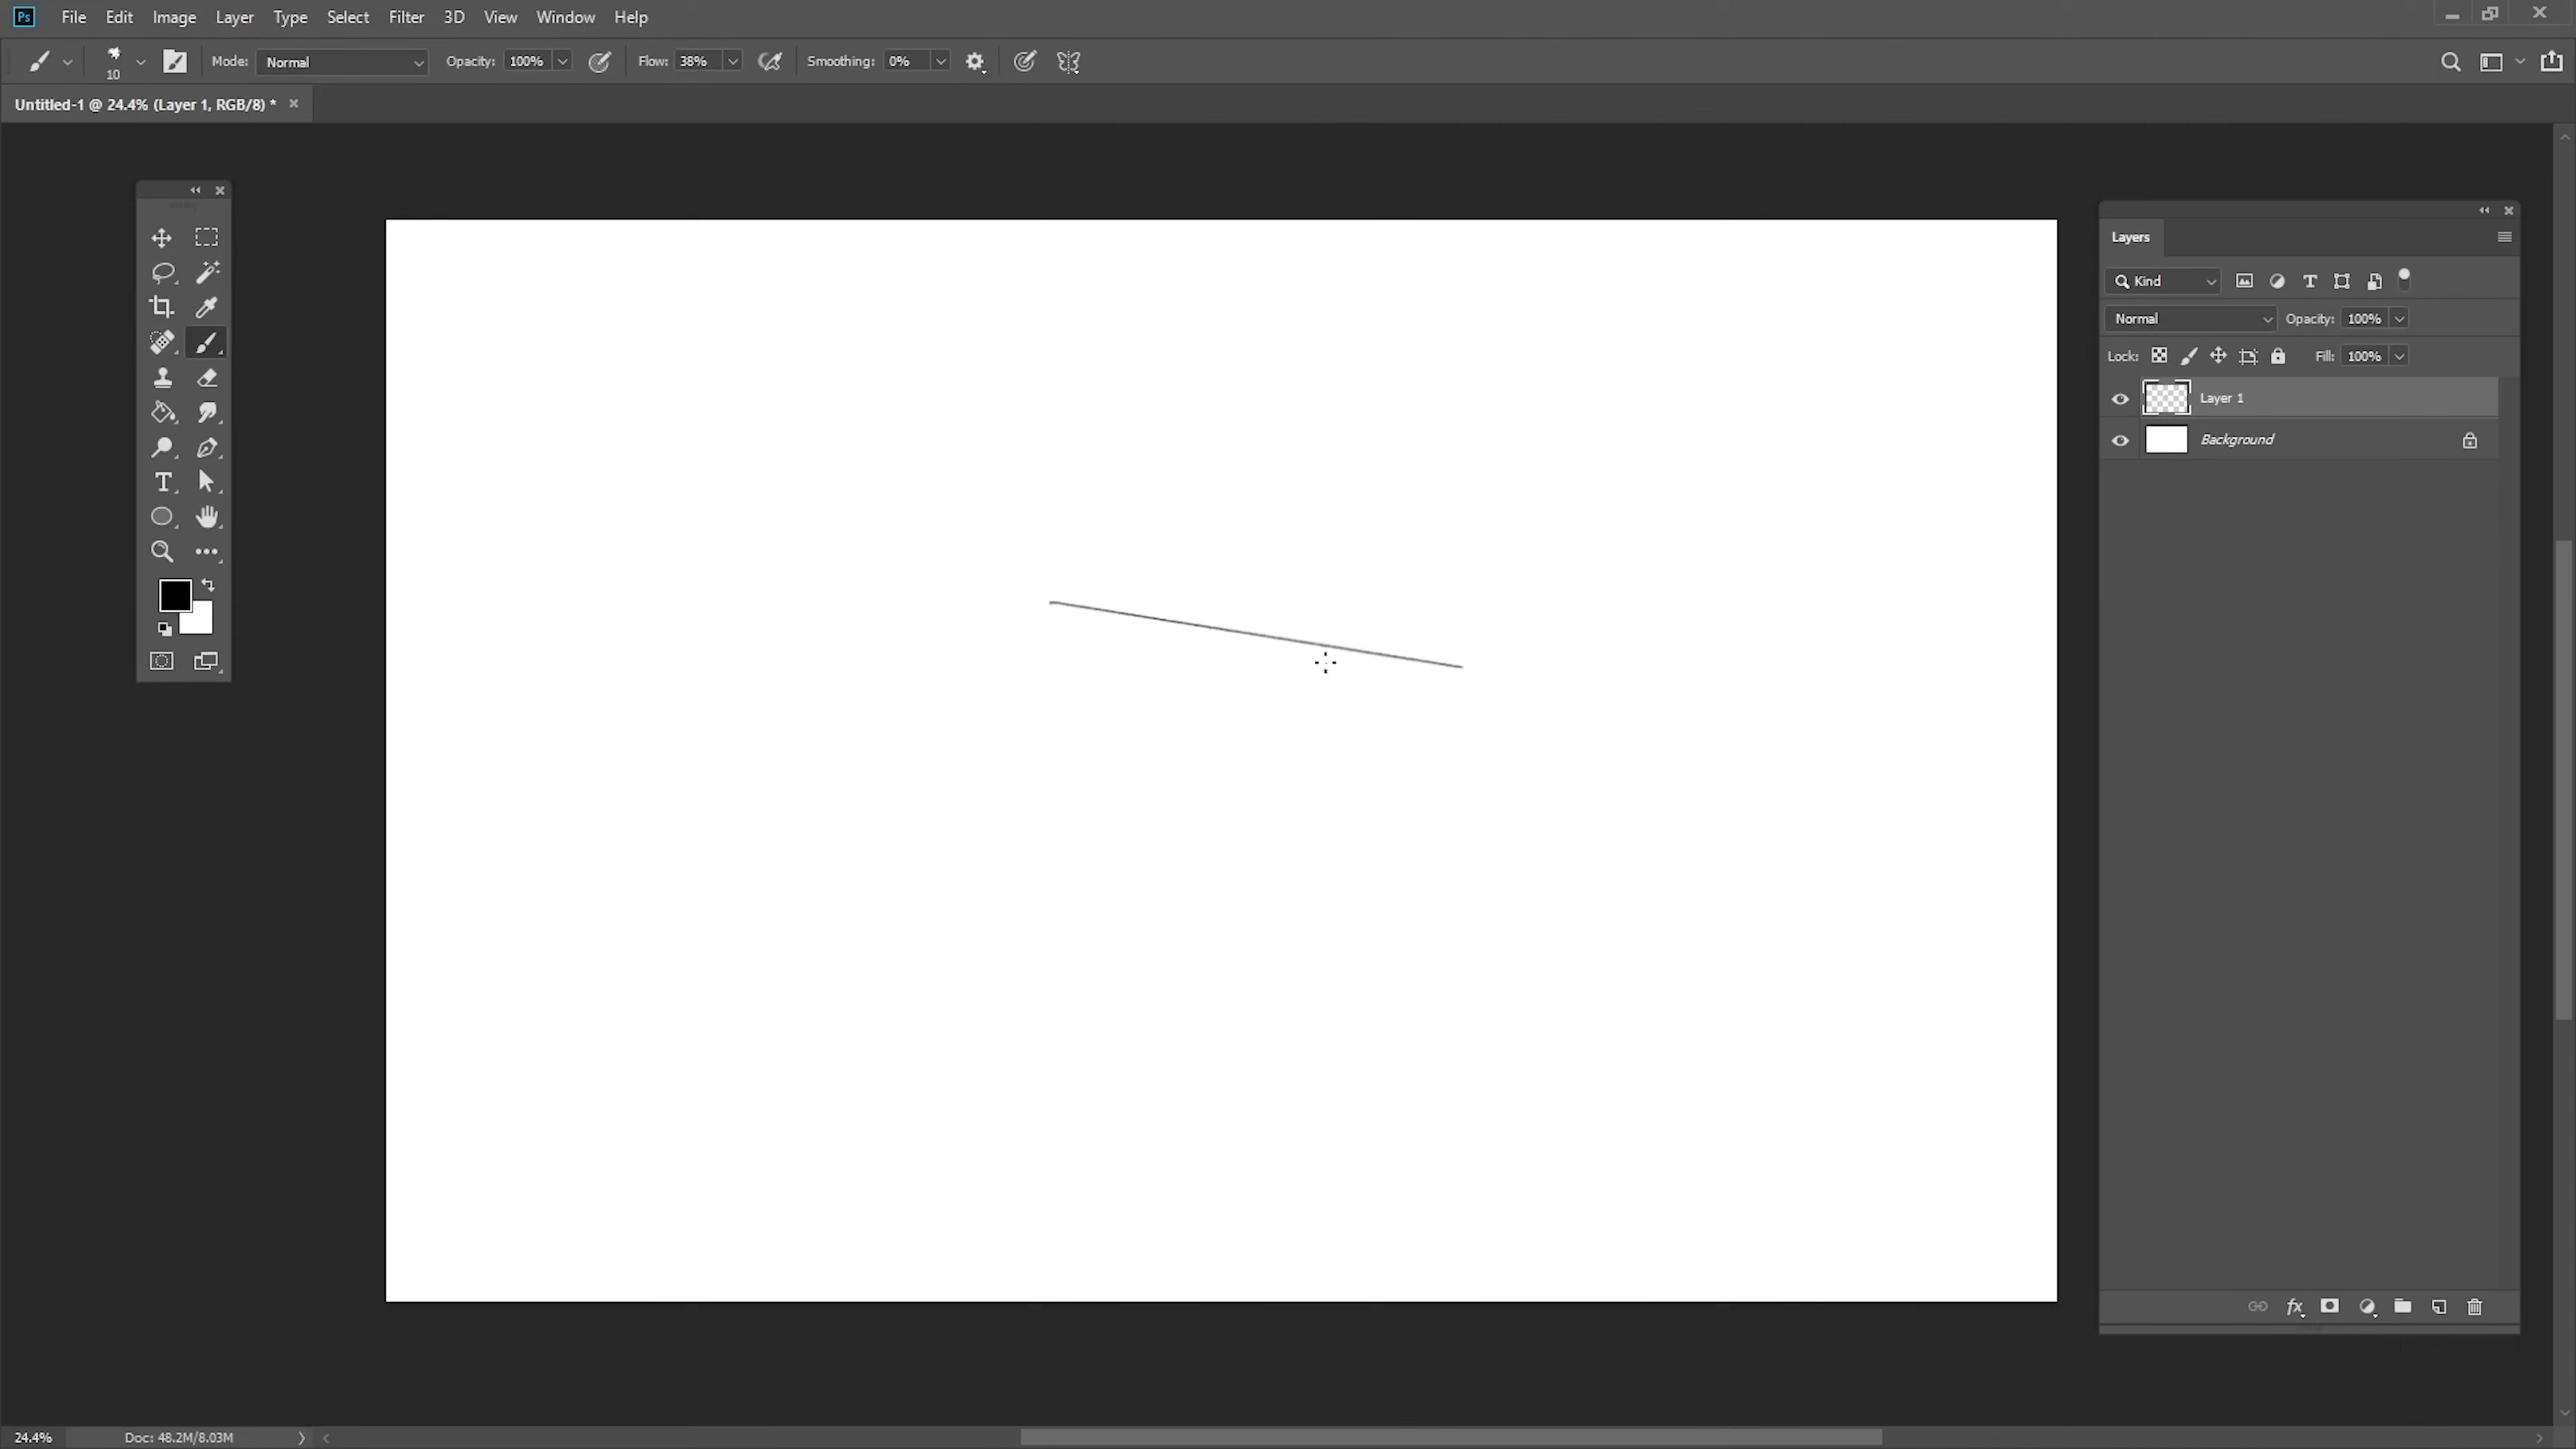 Ps File Edit Image Layer Type Select Filter 3D View Window Help
10 Mode: Normal Opacity: 100% Flow: 38% Smoothing: 0%
Untitled-1 @ 24.4% (Layer 1, RGB/8) *
Layers
Kind
Normal Opacity: 100%
Lock: Fill: 100%
Layer 1
Background
24.4% Doc: 48.2M/8.03M